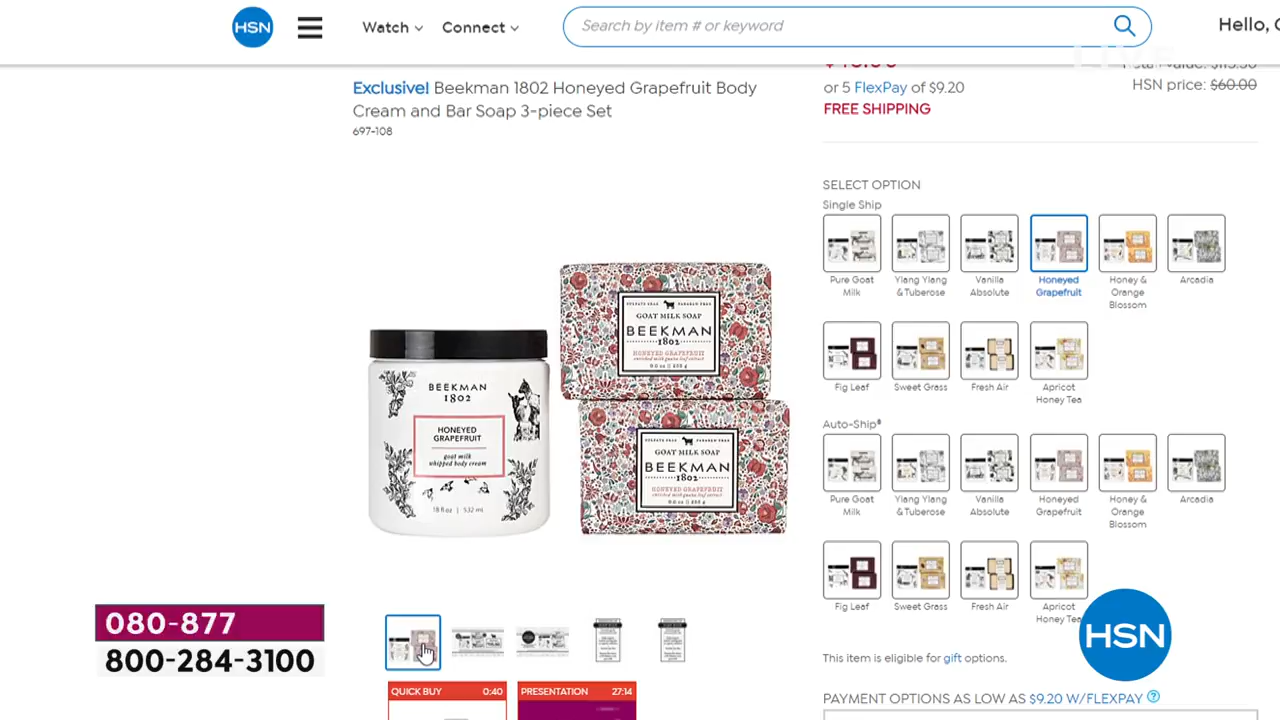 HSN
Watch
Connect
Search by item # or keyword
Hello,
Exclusive! Beekman 1802 Honeyed Grapefruit Body
Cream and Bar Soap 3-piece Set
697-108
or 5 FlexPay of $9.20
HSN price: $60.00
FREE SHIPPING
SELECT OPTION
Single Ship
Pure Goat Milk
Ylang Ylang & Tuberose
Vanilla Absolute
Honeyed Grapefruit
Honey & Orange Blossom
Arcadia
Fig Leaf
Sweet Grass
Fresh Air
Apricot Honey Tea
Auto-Ship®
Pure Goat Milk
Ylang Ylang & Tuberose
Vanilla Absolute
Honeyed Grapefruit
Honey & Orange Blossom
Arcadia
Fig Leaf
Sweet Grass
Fresh Air
Apricot Honey Tea
BEEKMAN
1802
HONEYED
GRAPEFRUIT
goat milk
whipped body cream
18 fl oz | 532 ml
GOAT MILK SOAP
BEEKMAN
1802
HONEYED GRAPEFRUIT
GOAT MILK SOAP
BEEKMAN
1802
HONEYED GRAPEFRUIT
080-877
800-284-3100
HSN
This item is eligible for gift options.
QUICK BUY 0:40
PRESENTATION 27:14
PAYMENT OPTIONS AS LOW AS $9.20 W/FLEXPAY